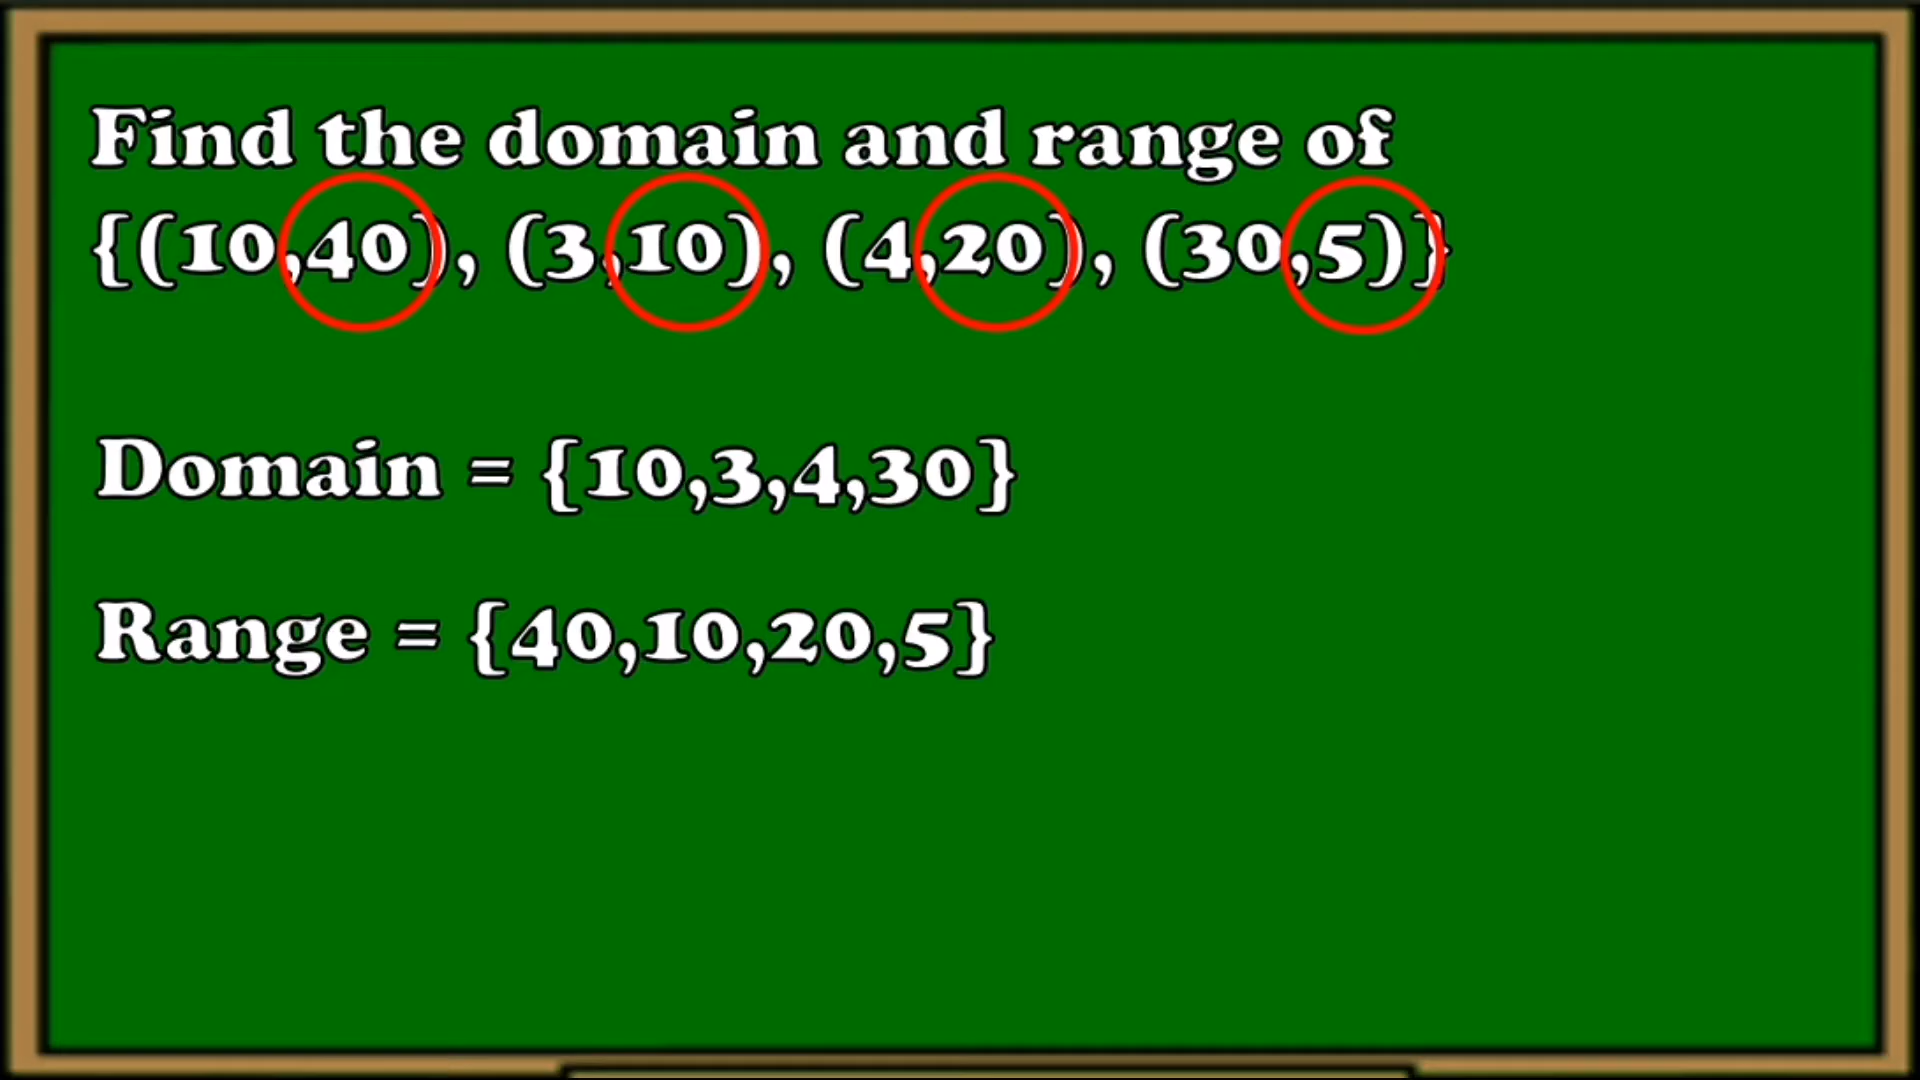 Find the domain and range of
{(10,40), (3,10), (4,20), (30,5)}
Domain = {10,3,4,30}
Range = {40,10,20,5}